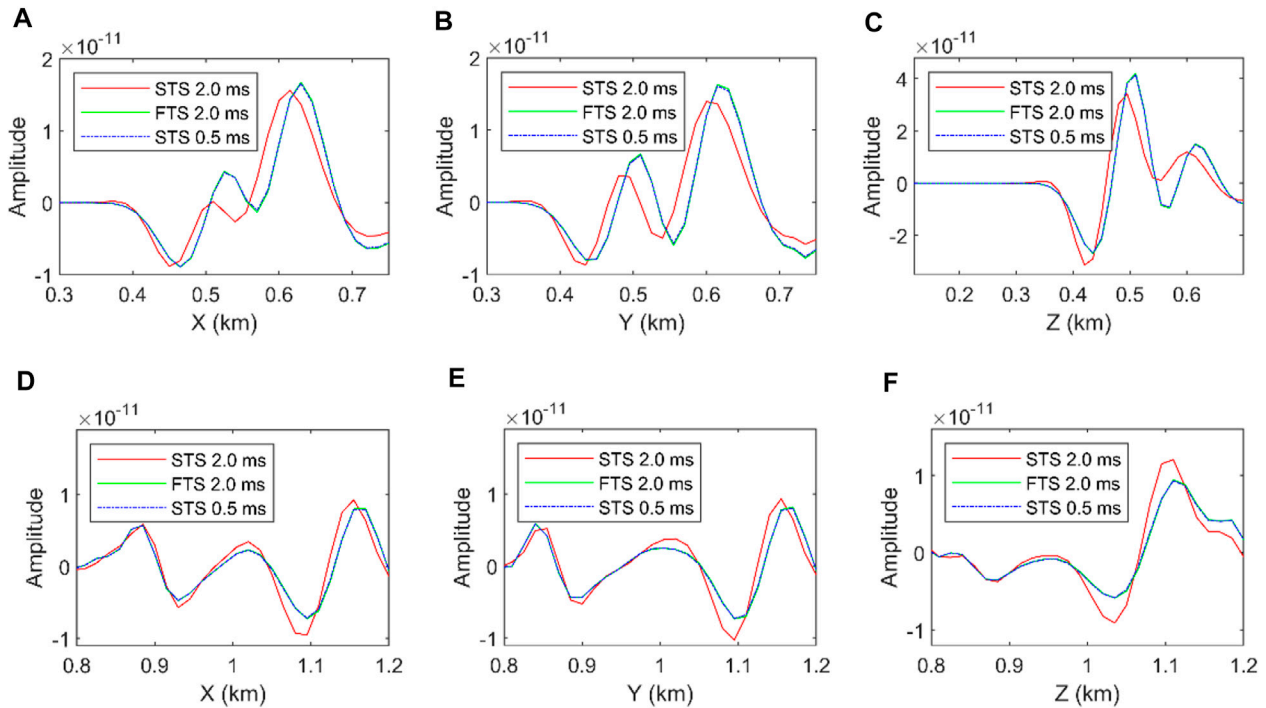 A
×10-11
2
1
0
-1
Amplitude
STS 2.0 ms
FTS 2.0 ms
STS 0.5 ms
0.3 0.4 0.5 0.6 0.7
X (km)
B
×10-11
2
1
0
-1
Amplitude
STS 2.0 ms
FTS 2.0 ms
STS 0.5 ms
0.3 0.4 0.5 0.6 0.7
Y (km)
C
×10-11
4
2
0
-2
Amplitude
STS 2.0 ms
FTS 2.0 ms
STS 0.5 ms
0.2 0.3 0.4 0.5 0.6
Z (km)
D
×10-11
1
0
-1
Amplitude
STS 2.0 ms
FTS 2.0 ms
STS 0.5 ms
0.8 0.9 1 1.1 1.2
X (km)
E
×10-11
1
0
-1
Amplitude
STS 2.0 ms
FTS 2.0 ms
STS 0.5 ms
0.8 0.9 1 1.1 1.2
Y (km)
F
×10-11
1
0
-1
Amplitude
STS 2.0 ms
FTS 2.0 ms
STS 0.5 ms
0.8 0.9 1 1.1 1.2
Z (km)